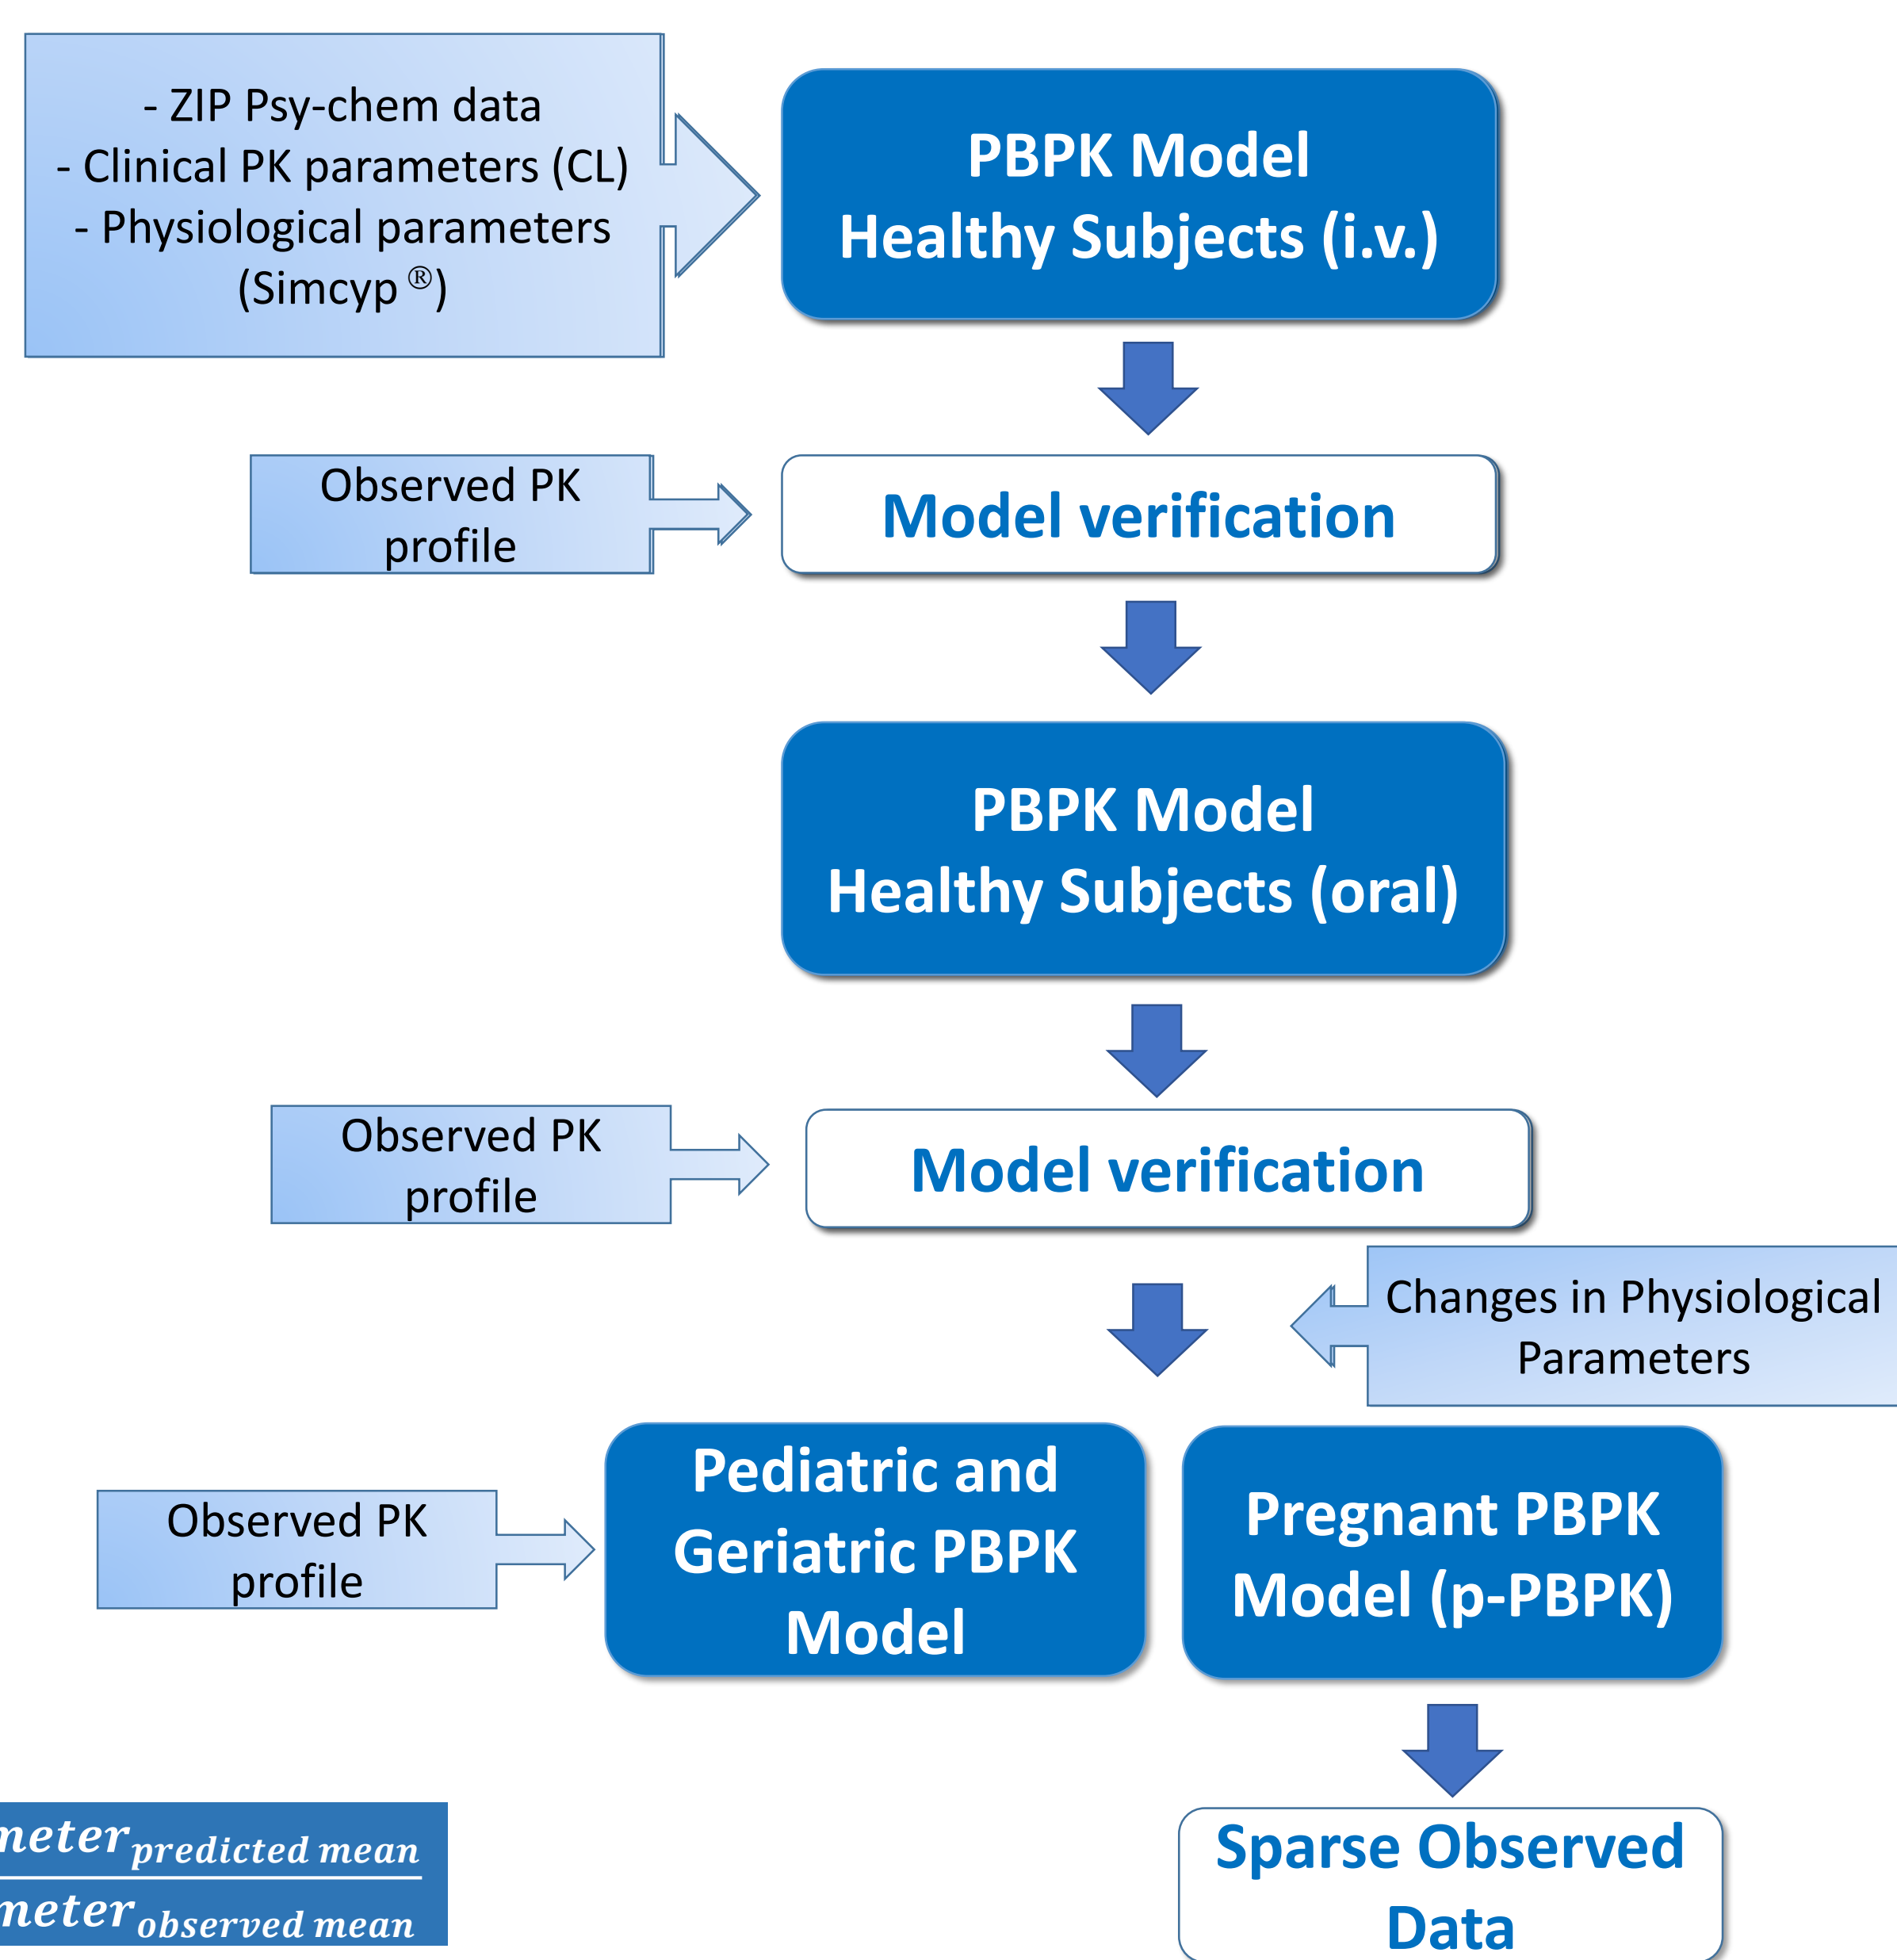 - ZIP Psy-chem data
- Clinical PK parameters (CL)
- Physiological parameters
(Simcyp ®)
PBPK Model
Healthy Subjects (i.v.)
Observed PK
profile
Model verification
PBPK Model
Healthy Subjects (oral)
Observed PK
profile
Model verification
Changes in Physiological
Parameters
Observed PK
profile
Pediatric and
Geriatric PBPK
Model
Pregnant PBPK
Model (p-PBPK)
meter predicted mean
meter observed mean
Sparse Observed
Data